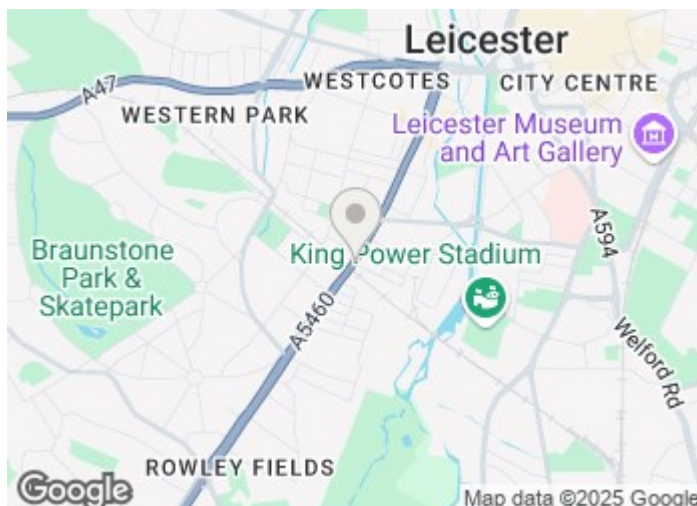 Leicester
A47
WESTCOTES
CITY CENTRE
WESTERN PARK
Leicester Museum
and Art Gallery
A594
Braunstone
Park &
Skatepark
King Power Stadium
A5460
Welford Rd
ROWLEY FIELDS
Google
Map data ©2025 Google